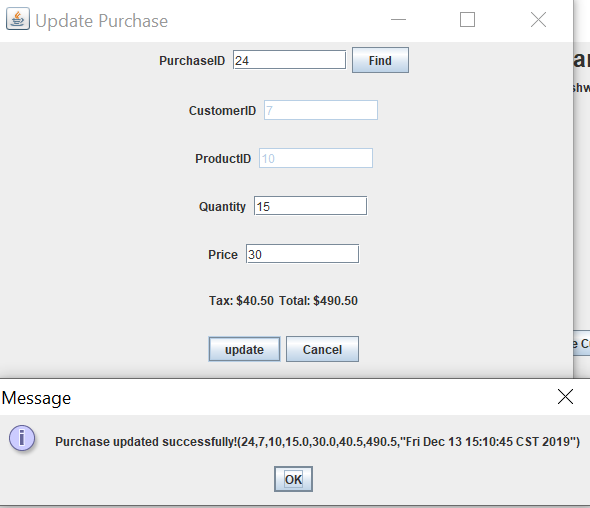 Update Purchase
PurchaseID 24 Find
CustomerID 7
ProductID 10
Quantity 15
Price 30
Tax: $40.50 Total: $490.50
update Cancel
Message
Purchase updated successfully!(24,7,10,15.0,30.0,40.5,490.5,"Fri Dec 13 15:10:45 CST 2019")
OK